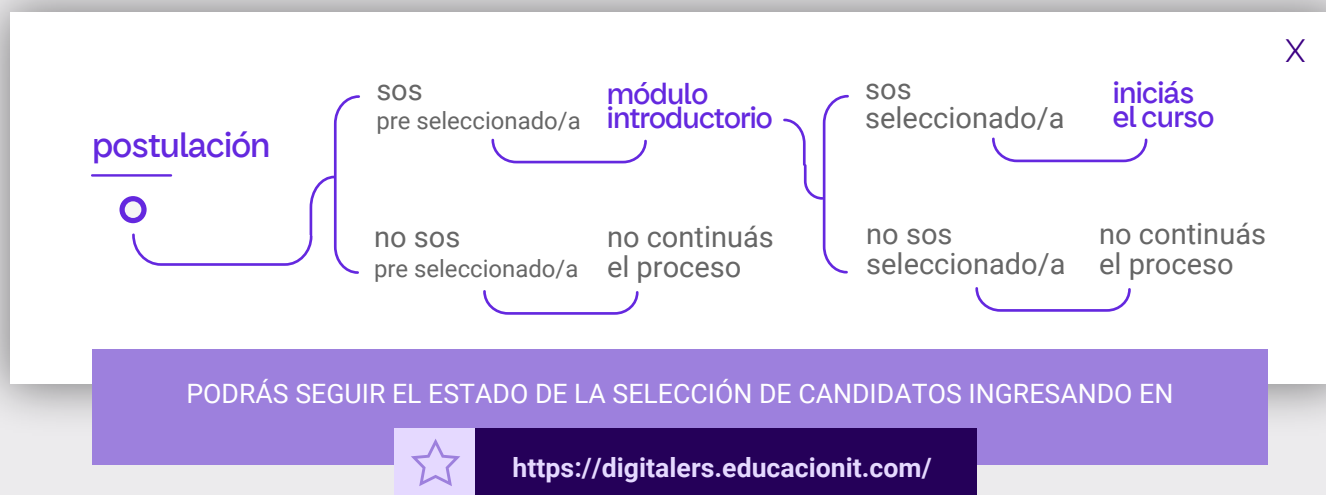 X
postulación
sos
pre seleccionado/a
módulo
introductorio
no sos
pre seleccionado/a
no continuás
el proceso
sos
seleccionado/a
iniciás
el curso
no sos
seleccionado/a
no continuás
el proceso
PODRÁS SEGUIR EL ESTADO DE LA SELECCIÓN DE CANDIDATOS INGRESANDO EN
https://digitalers.educacionit.com/